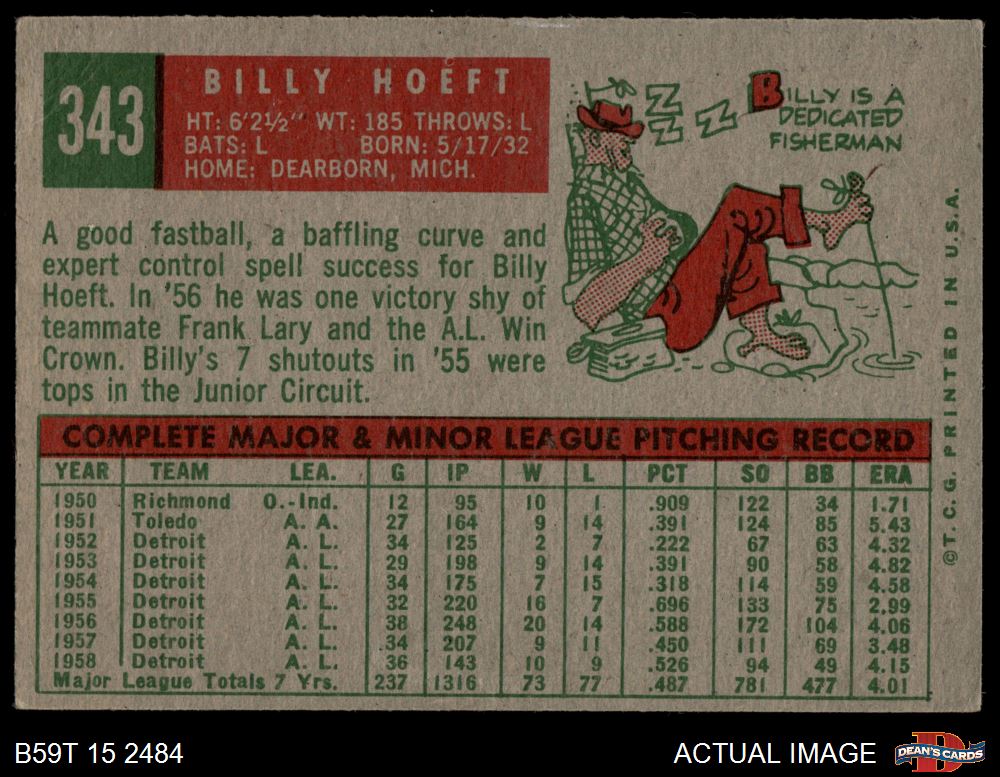 343
BILLY HOEFT
HT: 6'2½" WT: 185 THROWS: L
BATS: L BORN: 5/17/32
HOME: DEARBORN, MICH.
Z
Z
Z
BILLY IS A
DEDICATED
FISHERMAN
A good fastball, a baffling curve and
expert control spell success for Billy
Hoeft. In '56 he was one victory shy of
teammate Frank Lary and the A.L. Win
Crown. Billy's 7 shutouts in '55 were
tops in the Junior Circuit.
COMPLETE MAJOR & MINOR LEAGUE PITCHING RECORD
YEAR TEAM LEA. G IP W L PCT SO BB ERA
1950 Richmond O.-Ind. 12 95 10 1 .909 122 34 1.71
1951 Toledo A. A. 27 164 9 14 .391 124 85 5.43
1952 Detroit A. L. 34 125 2 7 .222 67 63 4.32
1953 Detroit A. L. 29 198 9 14 .391 90 58 4.82
1954 Detroit A. L. 34 175 7 15 .318 114 59 4.58
1955 Detroit A. L. 32 220 16 7 .696 133 75 2.99
1956 Detroit A. L. 38 248 20 14 .588 172 104 4.06
1957 Detroit A. L. 34 207 9 11 .450 111 69 3.48
1958 Detroit A. L. 36 143 10 9 .526 94 49 4.15
Major League Totals 7 Yrs. 237 1316 73 77 .487 781 477 4.01
©T.C.G. PRINTED IN U.S.A.
B59T 15 2484
ACTUAL IMAGE
DEAN'S CARDS